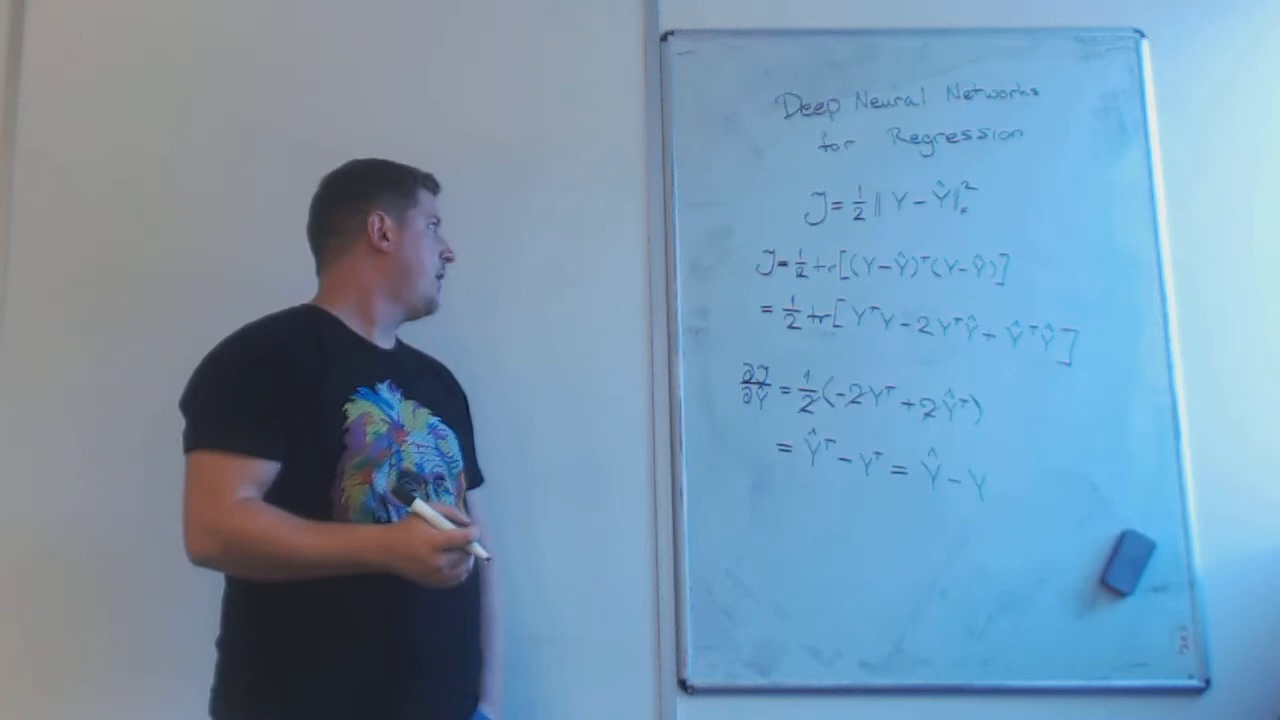 Deep Neural Networks
for Regression
J = 1/2 ‖ Y − Ŷ ‖²_F
J = 1/2 tr[(Y − Ŷ)ᵀ(Y − Ŷ)]
= 1/2 tr[YᵀY − 2YᵀŶ + ŶᵀŶ]
∂J/∂Ŷ = 1/2(-2Yᵀ + 2Ŷᵀ)
= Ŷᵀ − Yᵀ = Ŷ − Y